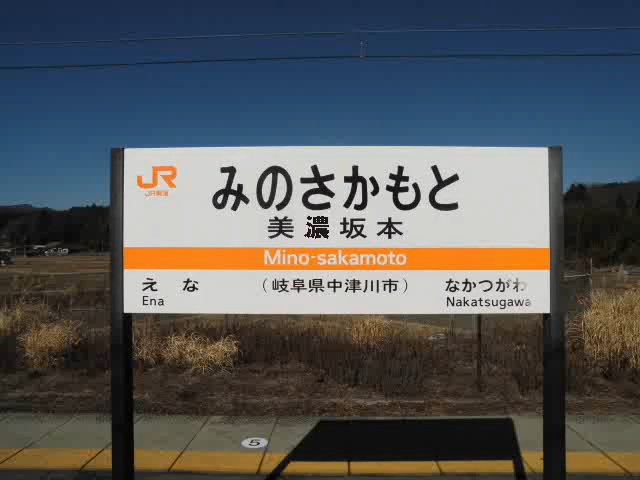 JR
JR東海
みのさかもと
美濃坂本
Mino-sakamoto
えな
（岐阜県中津川市）
なかつがわ
Ena
Nakatsugawa
5